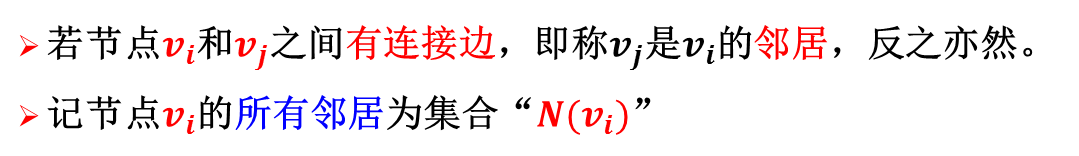 ➢ 若节点vᵢ和vⱼ之间有连接边，即称vⱼ是vᵢ的邻居，反之亦然。
➢ 记节点vᵢ的所有邻居为集合“N(vᵢ)”